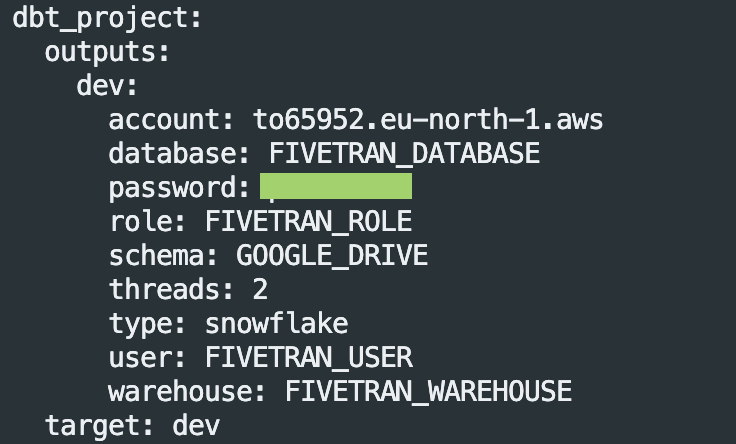 dbt_project:
  outputs:
    dev:
      account: to65952.eu-north-1.aws
      database: FIVETRAN_DATABASE
      password:
      role: FIVETRAN_ROLE
      schema: GOOGLE_DRIVE
      threads: 2
      type: snowflake
      user: FIVETRAN_USER
      warehouse: FIVETRAN_WAREHOUSE
  target: dev